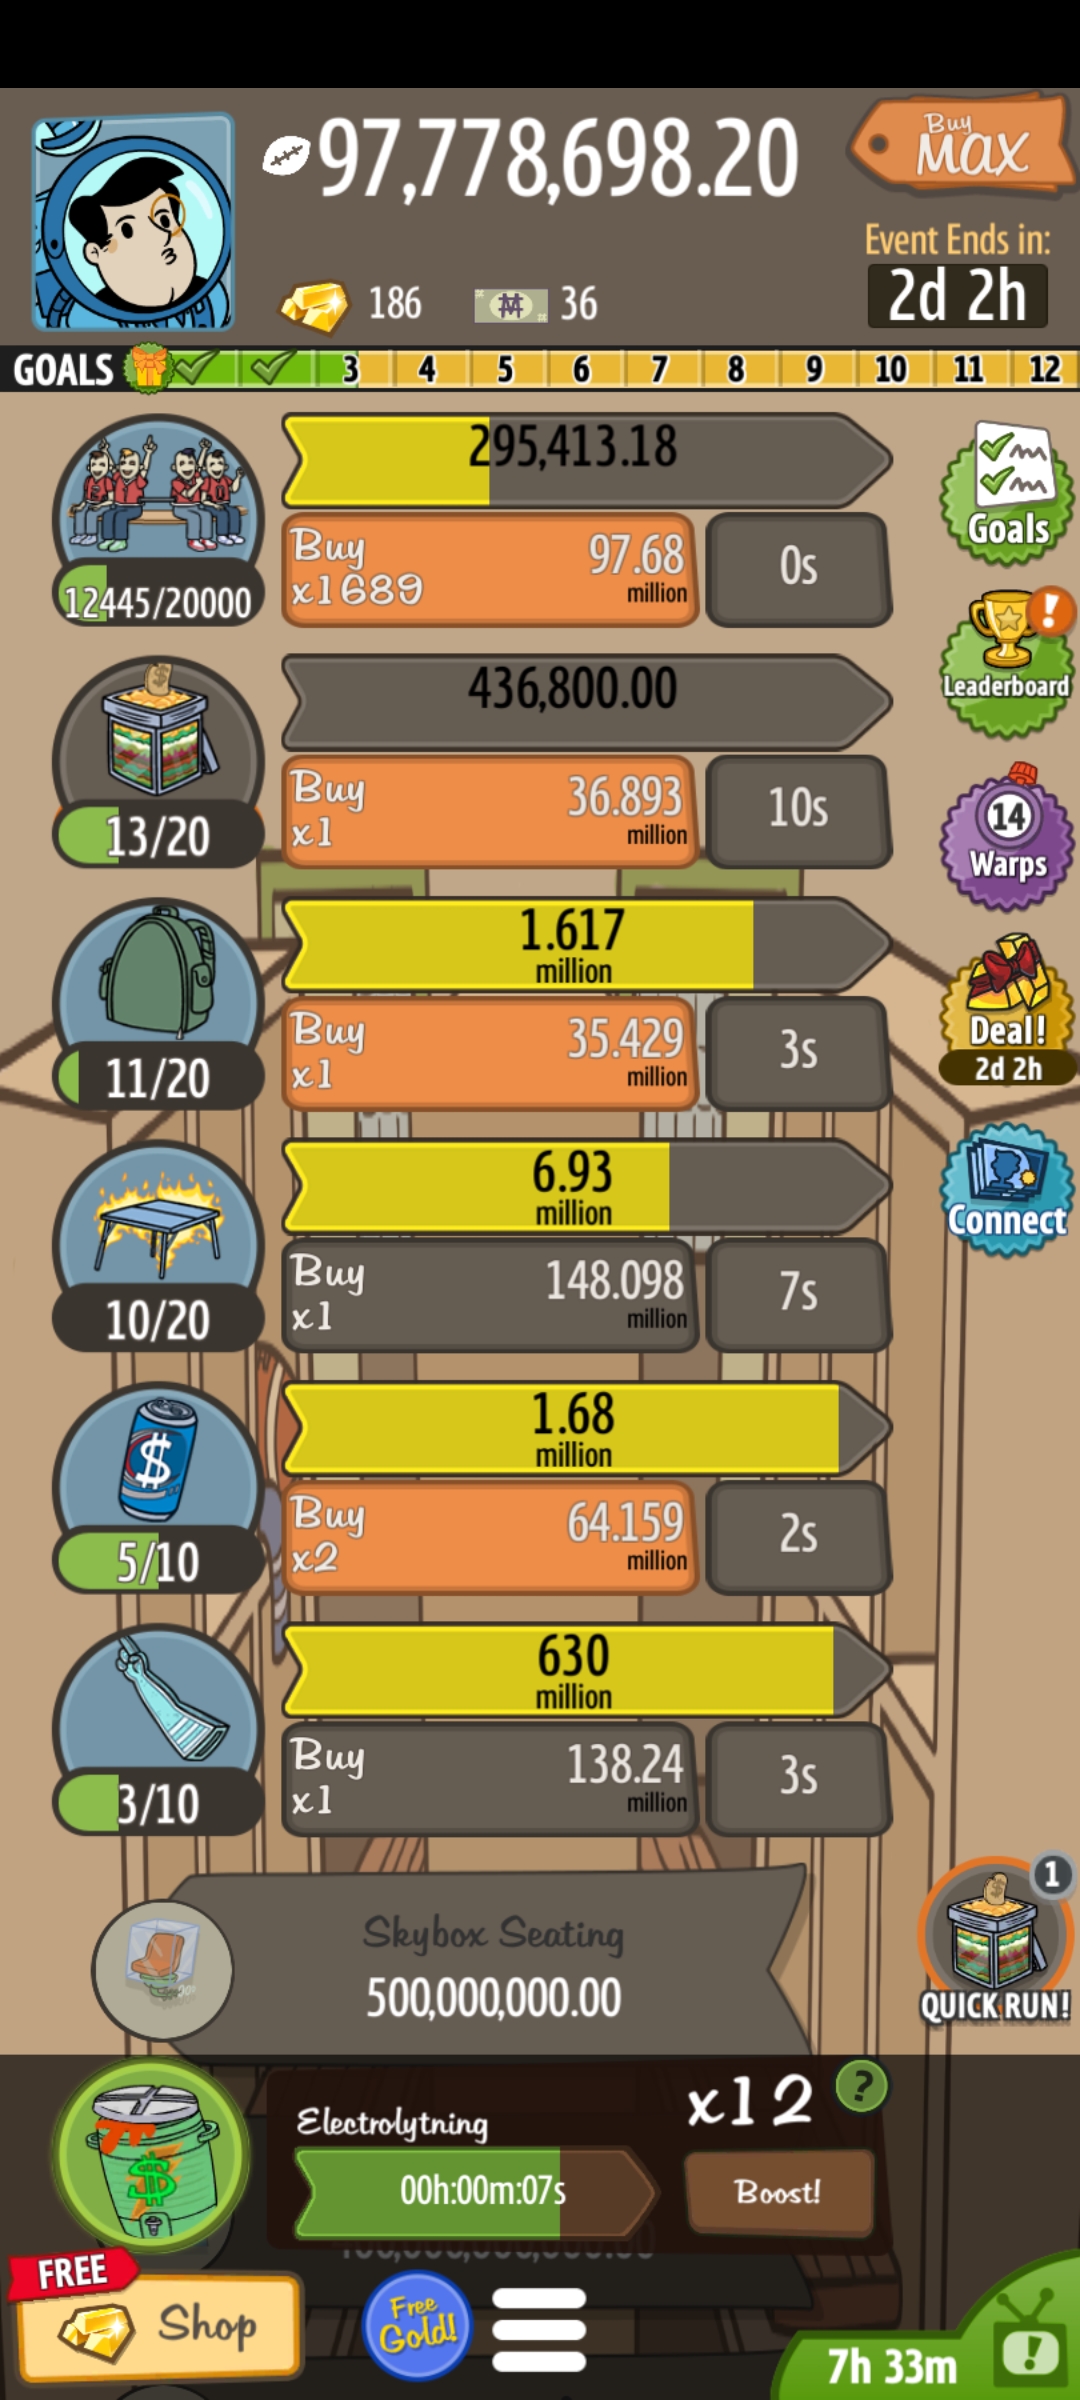 97,778,698.20
Buy
MAX
Event Ends in:
2d 2h
186
36
GOALS
3 4 5 6 7 8 9 10 11 12
295,413.18
Buy
x1689
97.68
million
0s
12445/20000
Goals
Leaderboard
436,800.00
Buy
x1
36.893
million
10s
13/20
14
Warps
1.617
million
Buy
x1
35.429
million
3s
11/20
Deal!
2d 2h
6.93
million
Buy
x1
148.098
million
7s
10/20
Connect
1.68
million
Buy
x2
64.159
million
2s
5/10
630
million
Buy
x1
138.24
million
3s
3/10
Skybox Seating
500,000,000.00
1
QUICK RUN!
Electrolytning
x12
?
00h:00m:07s
Boost!
FREE
Shop
Free
Gold!
7h 33m